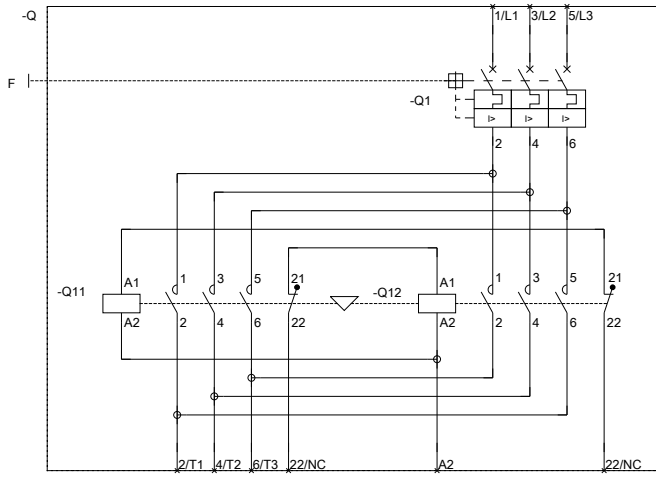 -Q 1/L1 3/L2 5/L3
F
-Q1
I> I> I>
2 4 6
A1 1 3 5 21 A1 1 3 5 21
-Q11 -Q12
A2 2 4 6 22 A2 2 4 6 22
2/T1 4/T2 6/T3 22/NC A2 22/NC